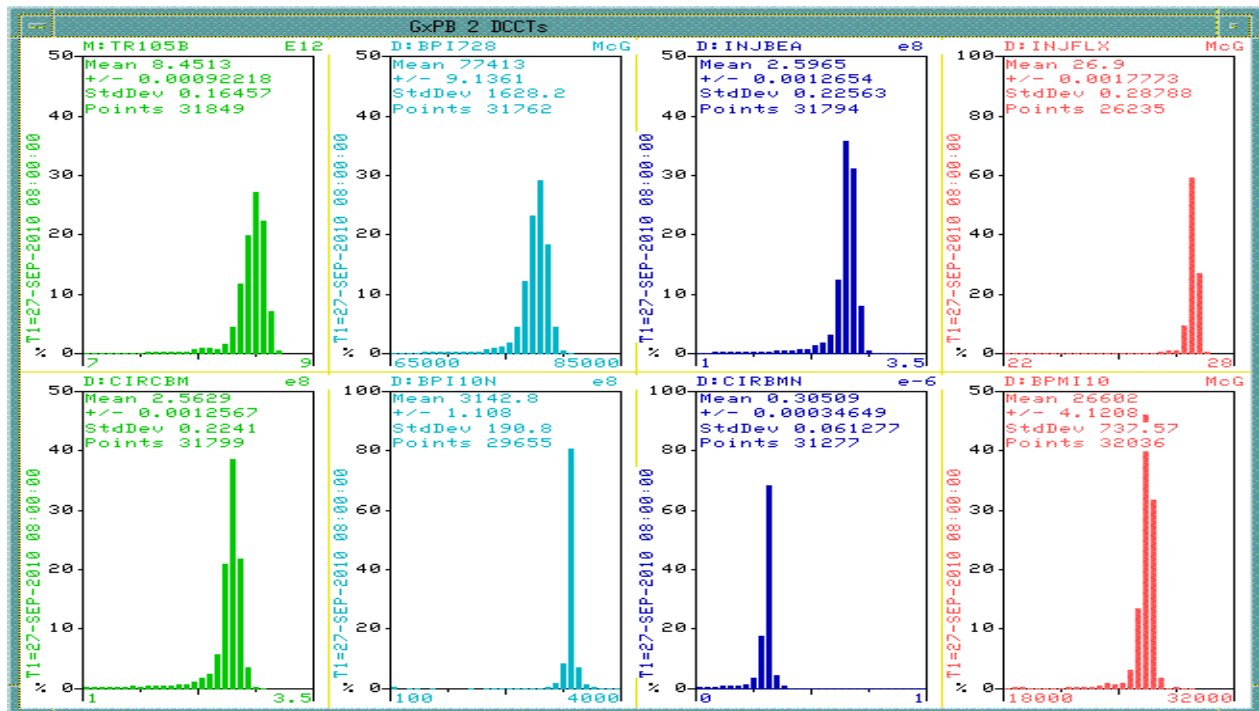 GxPB 2 DCCTs
M:TR105B E12
Mean 8.4513
+/- 0.00092218
StdDev 0.16457
Points 31849
50
40
30
20
10
% 0
7 9
T1=27-SEP-2010 08:00:00
D:BPI728 McG
Mean 77413
+/- 9.1361
StdDev 1628.2
Points 31762
50
40
30
20
10
% 0
65000 85000
T1=27-SEP-2010 08:00:00
D:INJBEA e8
Mean 2.5965
+/- 0.0012654
StdDev 0.22563
Points 31794
50
40
30
20
10
% 0
1 3.5
T1=27-SEP-2010 08:00:00
D:INJFLX McG
Mean 26.9
+/- 0.0017773
StdDev 0.28788
Points 26235
100
80
60
40
20
% 0
22 28
T1=27-SEP-2010 08:00:00
D:CIRCBM e8
Mean 2.5629
+/- 0.0012567
StdDev 0.2241
Points 31799
50
40
30
20
10
% 0
1 3.5
T1=27-SEP-2010 08:00:00
D:BPI10N e8
Mean 3142.8
+/- 1.108
StdDev 190.8
Points 29655
100
80
60
40
20
% 0
100 4000
T1=27-SEP-2010 08:00:00
D:CIRBMN e-6
Mean 0.30509
+/- 0.00034649
StdDev 0.061277
Points 31277
100
80
60
40
20
% 0
0 1
T1=27-SEP-2010 08:00:00
D:BPMI10 McG
Mean 26602
+/- 4.1208
StdDev 737.57
Points 32036
50
40
30
20
10
% 0
18000 32000
T1=27-SEP-2010 08:00:00